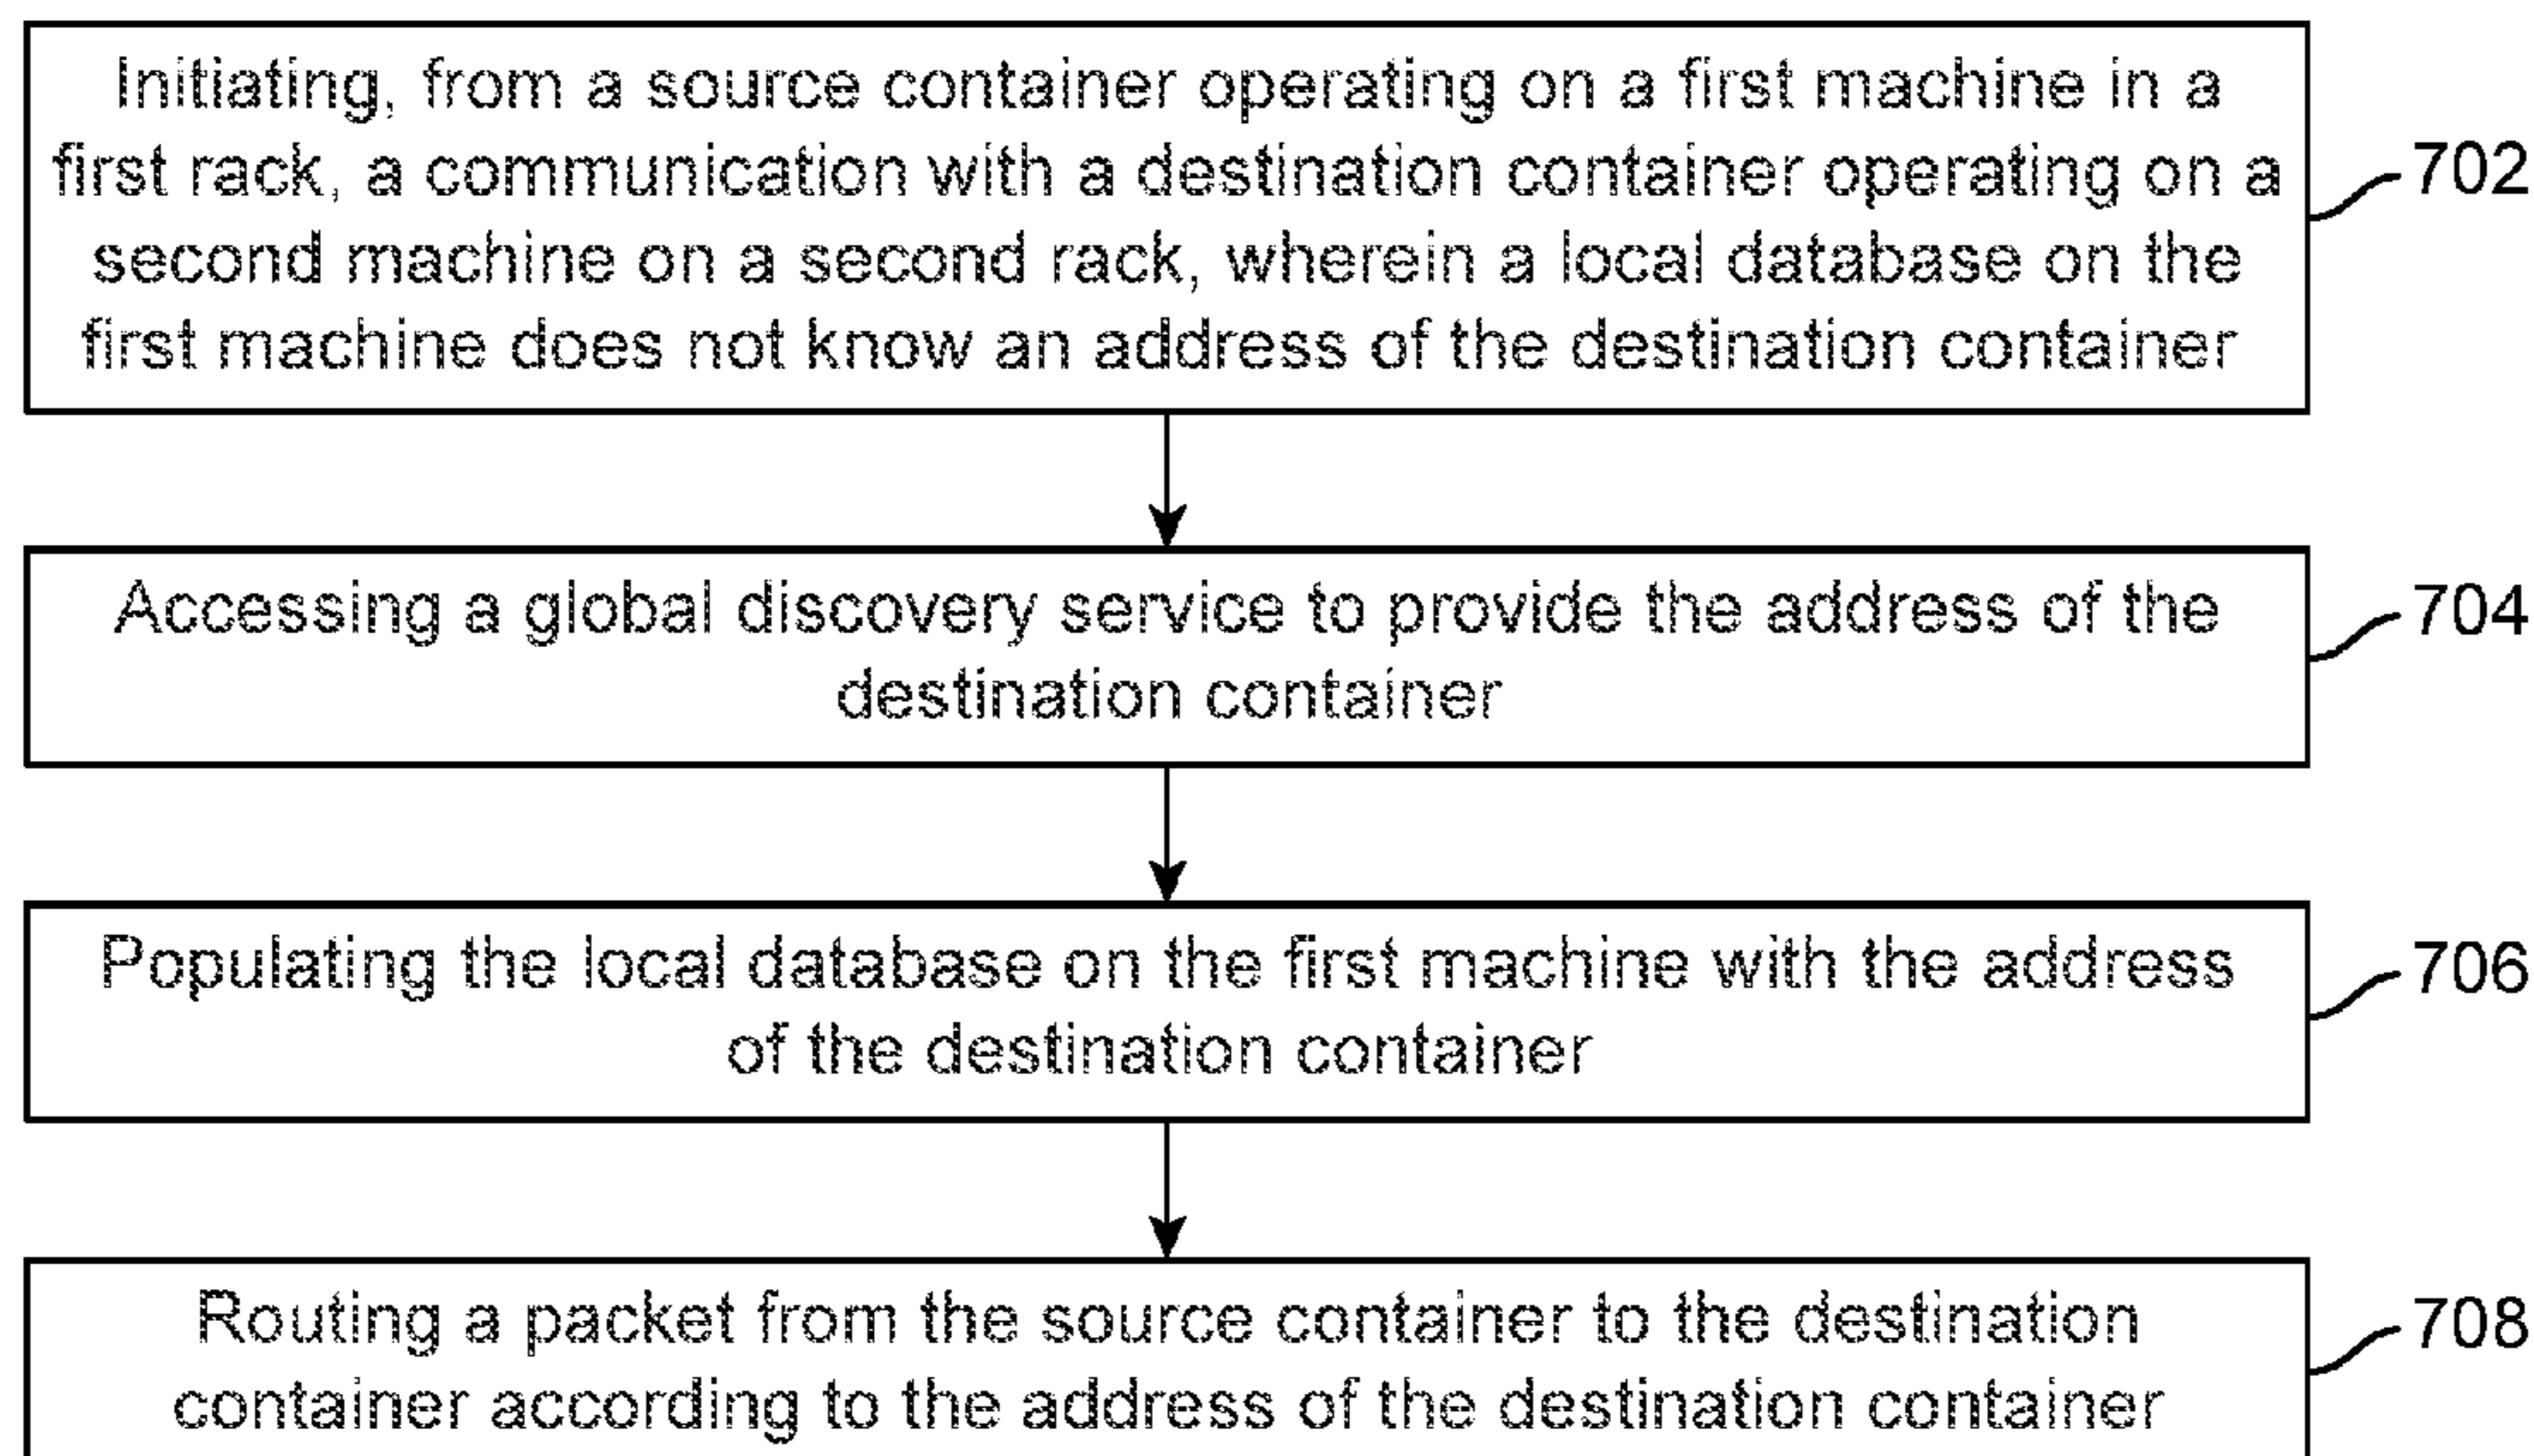 Initiating, from a source container operating on a first machine in a
first rack, a communication with a destination container operating on a
second machine on a second rack, wherein a local database on the
first machine does not know an address of the destination container
702
Accessing a global discovery service to provide the address of the
destination container
704
Populating the local database on the first machine with the address
of the destination container
706
Routing a packet from the source container to the destination
container according to the address of the destination container
708